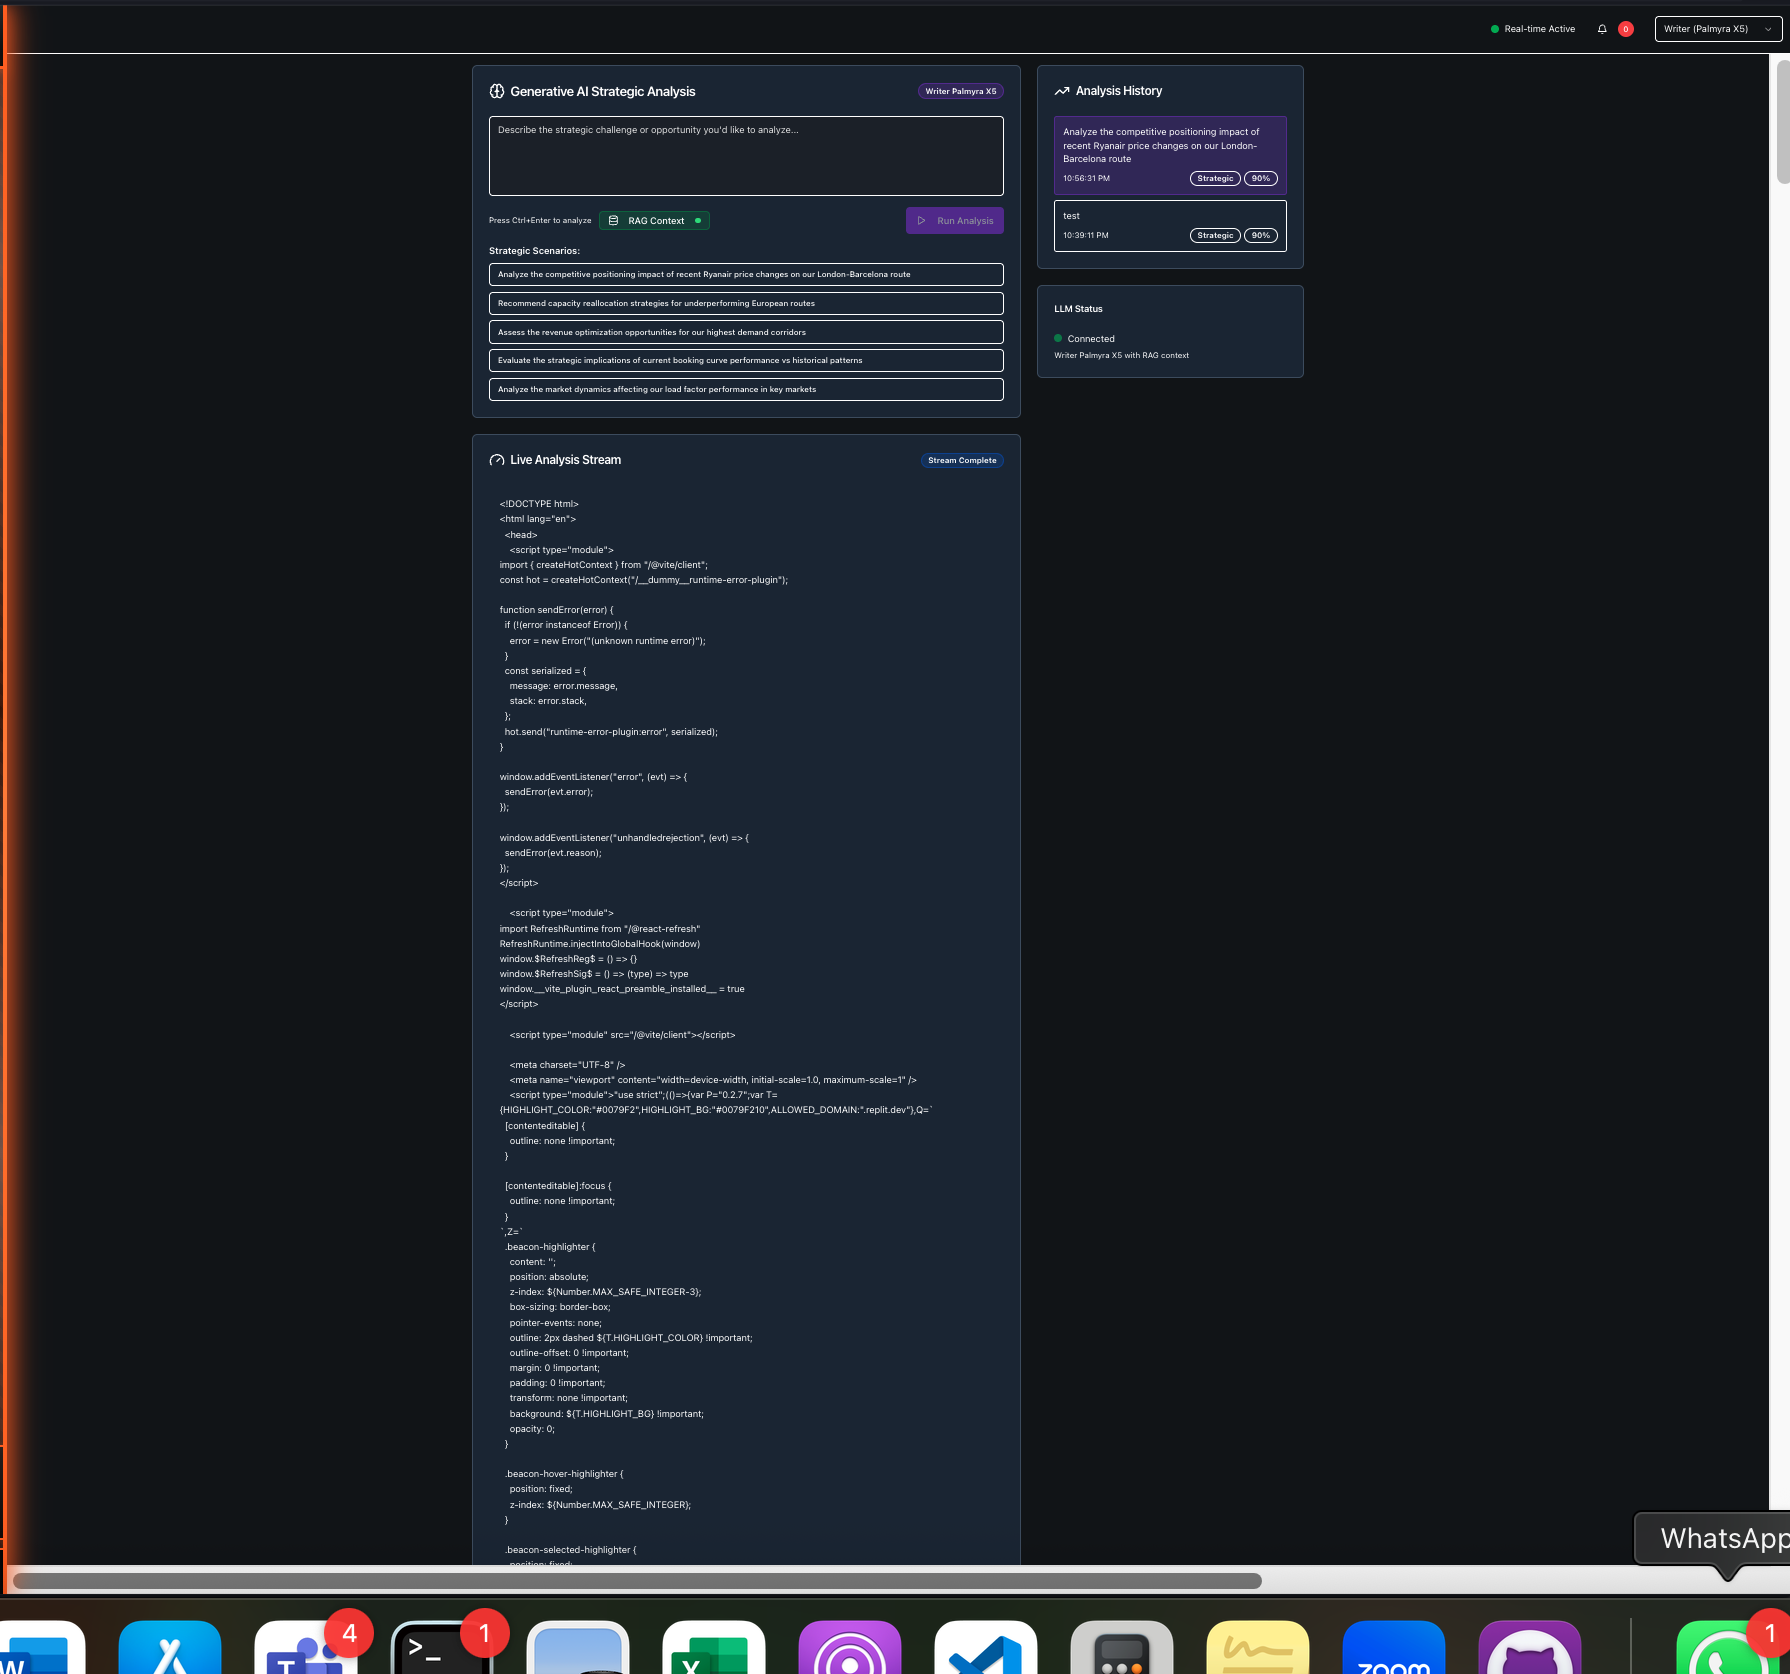 Real-time Active
0
Writer (Palmyra X5)
Generative AI Strategic Analysis
Writer Palmyra X5
Describe the strategic challenge or opportunity you'd like to analyze...
Press Ctrl+Enter to analyze
RAG Context
Run Analysis
Strategic Scenarios:
Analyze the competitive positioning impact of recent Ryanair price changes on our London-Barcelona route
Recommend capacity reallocation strategies for underperforming European routes
Assess the revenue optimization opportunities for our highest demand corridors
Evaluate the strategic implications of current booking curve performance vs historical patterns
Analyze the market dynamics affecting our load factor performance in key markets
Analysis History
Analyze the competitive positioning impact of
recent Ryanair price changes on our London-
Barcelona route
10:56:31 PM
Strategic
90%
test
10:39:11 PM
Strategic
90%
LLM Status
Connected
Writer Palmyra X5 with RAG context
Live Analysis Stream
Stream Complete
<!DOCTYPE html>
<html lang="en">
<head>
<script type="module">
import { createHotContext } from "/@vite/client";
const hot = createHotContext("/__dummy__runtime-error-plugin");
function sendError(error) {
if (!(error instanceof Error)) {
error = new Error("(unknown runtime error)");
}
const serialized = {
message: error.message,
stack: error.stack,
};
hot.send("runtime-error-plugin:error", serialized);
}
window.addEventListener("error", (evt) => {
sendError(evt.error);
});
window.addEventListener("unhandledrejection", (evt) => {
sendError(evt.reason);
});
</script>
<script type="module">
import RefreshRuntime from "/@react-refresh"
RefreshRuntime.injectIntoGlobalHook(window)
window.$RefreshReg$ = () => {}
window.$RefreshSig$ = () => (type) => type
window.__vite_plugin_react_preamble_installed__ = true
</script>
<script type="module" src="/@vite/client"></script>
<meta charset="UTF-8" />
<meta name="viewport" content="width=device-width, initial-scale=1.0, maximum-scale=1" />
<script type="module">"use strict";(()=>{var P="0.2.7";var T=
{HIGHLIGHT_COLOR:"#0079F2",HIGHLIGHT_BG:"#0079F210",ALLOWED_DOMAIN:".replit.dev"},Q=`
[contenteditable] {
outline: none !important;
}
[contenteditable]:focus {
outline: none !important;
}
`,Z=`
.beacon-highlighter {
content: '';
position: absolute;
z-index: ${Number.MAX_SAFE_INTEGER-3};
box-sizing: border-box;
pointer-events: none;
outline: 2px dashed ${T.HIGHLIGHT_COLOR} !important;
outline-offset: 0 !important;
margin: 0 !important;
padding: 0 !important;
transform: none !important;
background: ${T.HIGHLIGHT_BG} !important;
opacity: 0;
}
.beacon-hover-highlighter {
position: fixed;
z-index: ${Number.MAX_SAFE_INTEGER};
}
.beacon-selected-highlighter {
position: fixed;
WhatsApp
W
4
T
1
>_
X
zoom
1